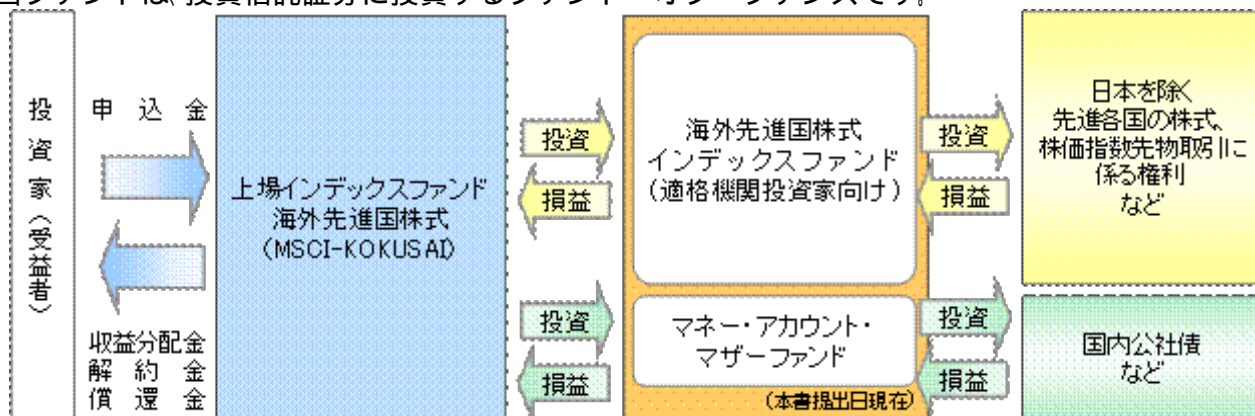 当ファンドは、投資信託証券に投資するファンド・オブ・ファンズです。
投資家（受益者）
申込金
収益分配金
解約金
償還金
上場インデックスファンド
海外先進国株式
（MSCI-KOKUSAI）
投資
損益
投資
損益
海外先進国株式
インデックスファンド
（適格機関投資家向け）
マネー・アカウント・
マザーファンド
（本書提出日現在）
投資
損益
投資
損益
日本を除く
先進各国の株式、
株価指数先物取引に
係る権利
など
国内公社債
など